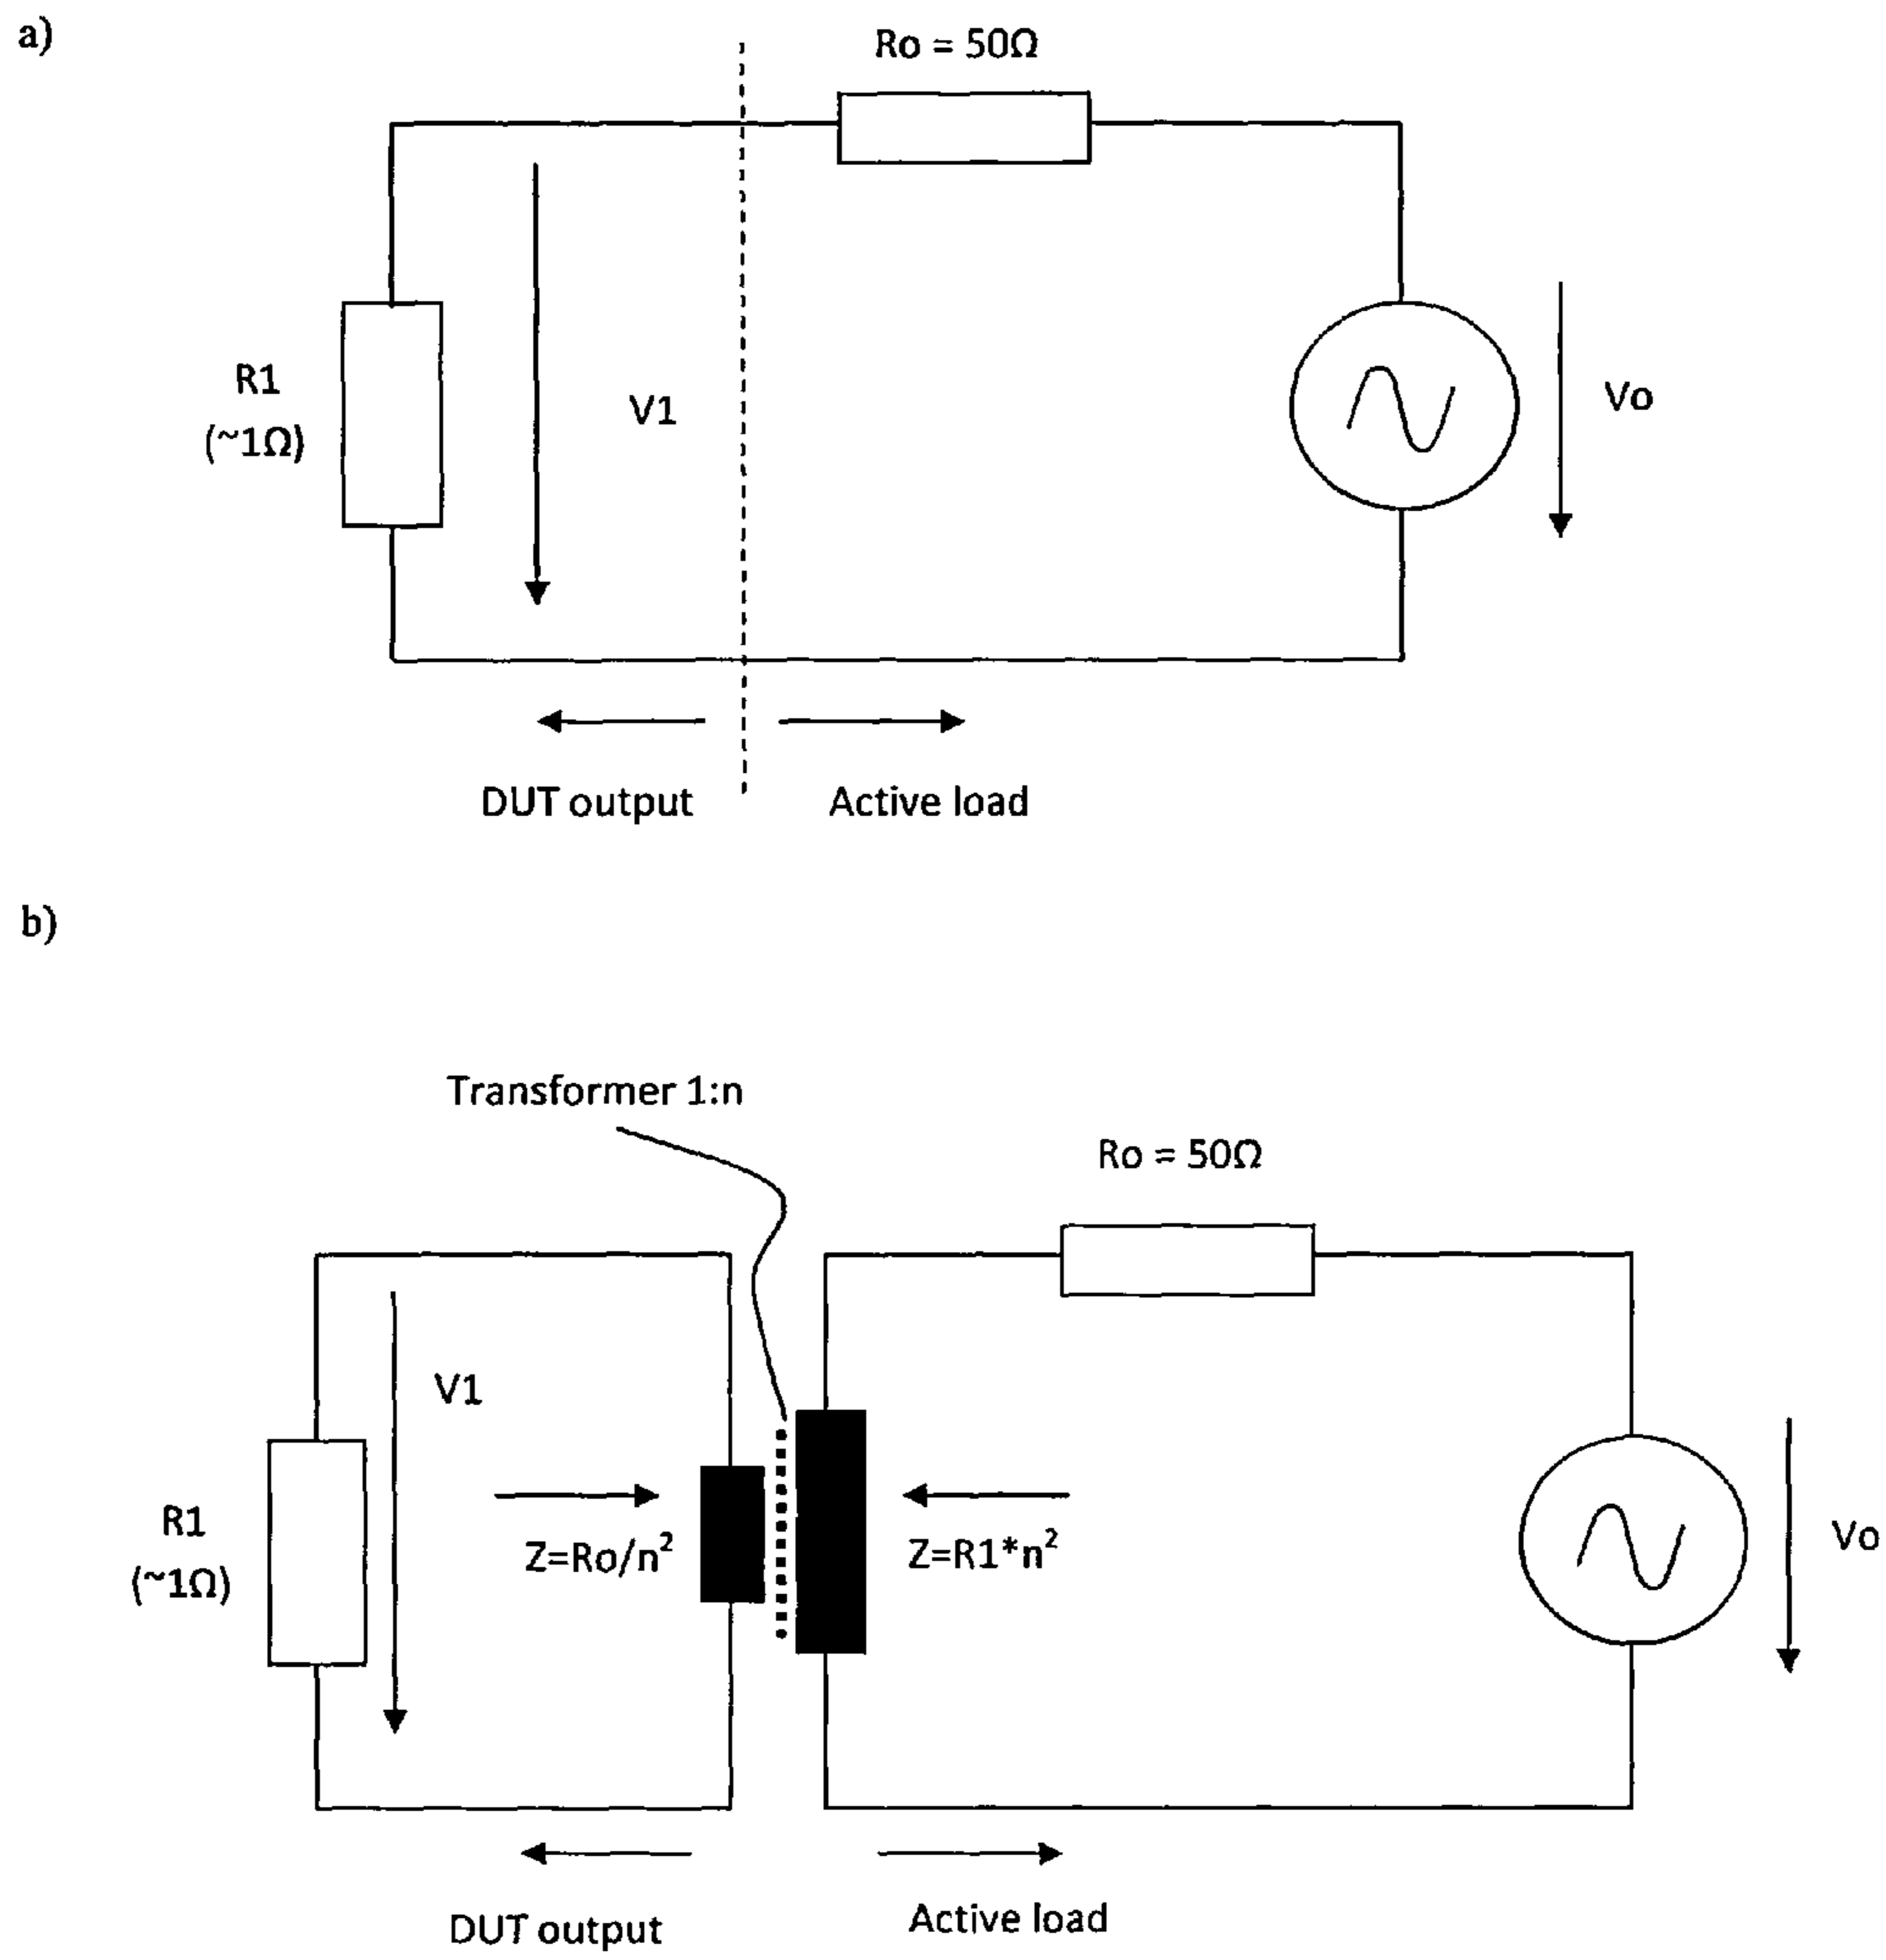 a)
Ro = 50Ω
R1
(~1Ω)
V1
Vo
DUT output
Active load
b)
Transformer 1:n
Ro = 50Ω
V1
R1
(~1Ω)
Z=Ro/n²
Z=R1*n²
Vo
DUT output
Active load